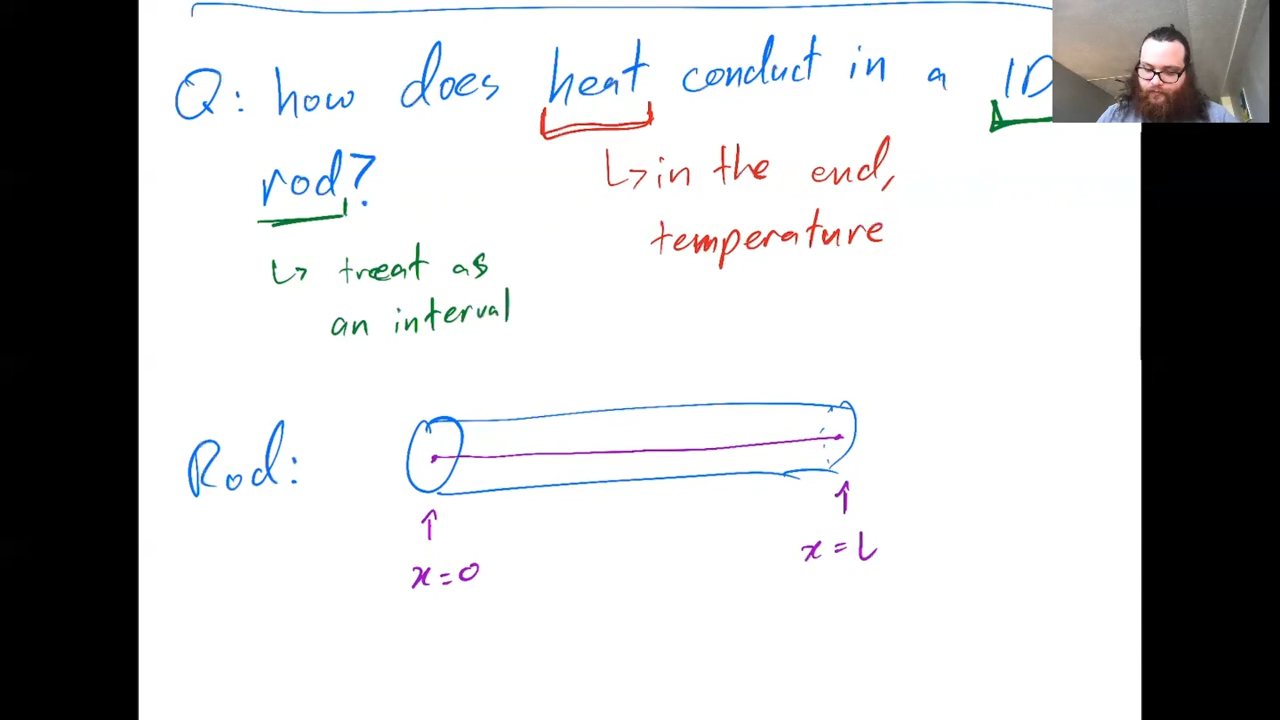 Q: how does heat conduct in a 1D
rod?
↳ in the end,
temperature
↳ treat as
an interval
Rod:
x=0
x=L